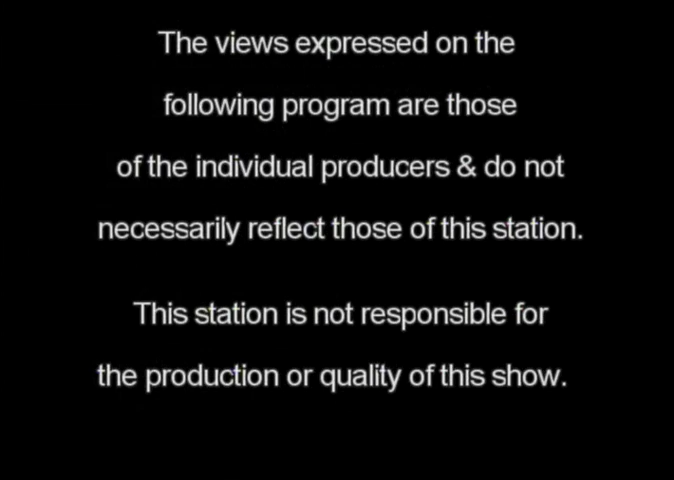 The views expressed on the
following program are those
of the individual producers & do not
necessarily reflect those of this station.
This station is not responsible for
the production or quality of this show.